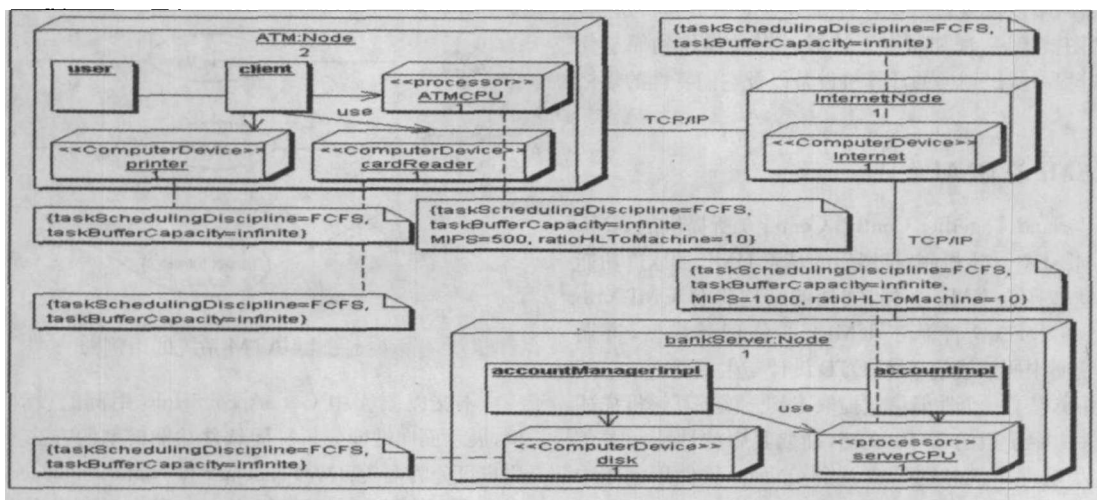 ATM:Node
2
user
client
<<processor>>
ATMCPU
1
use
<<ComputerDevice>>
printer
1
<<ComputerDevice>>
cardReader
1
{taskSchedulingDiscipline=FCFS,
taskBufferCapacity=infinite}
TCP/IP
Internet:Node
1
<<ComputerDevice>>
Internet
1
{taskSchedulingDiscipline=FCFS,
taskBufferCapacity=infinite}
{taskSchedulingDiscipline=FCFS,
taskBufferCapacity=infinite,
MIPS=500, ratioHLToMachine=10}
TCP/IP
{taskSchedulingDiscipline=FCFS,
taskBufferCapacity=infinite}
{taskSchedulingDiscipline=FCFS,
taskBufferCapacity=infinite,
MIPS=1000, ratioHLToMachine=10}
bankServer:Node
1
accountManagerImpl
accountImpl
use
{taskSchedulingDiscipline=FCFS,
taskBufferCapacity=infinite}
<<ComputerDevice>>
disk
1
<<processor>>
serverCPU
1